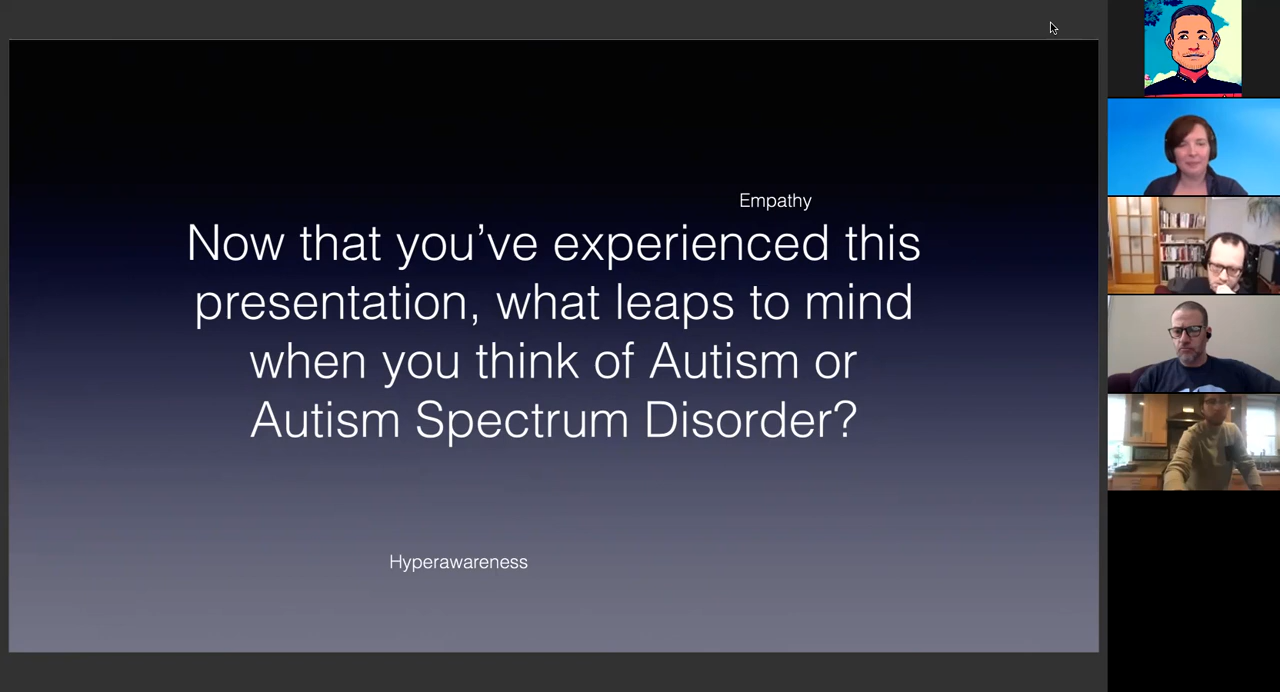 Empathy
Now that you’ve experienced this
presentation, what leaps to mind
when you think of Autism or
Autism Spectrum Disorder?
Hyperawareness